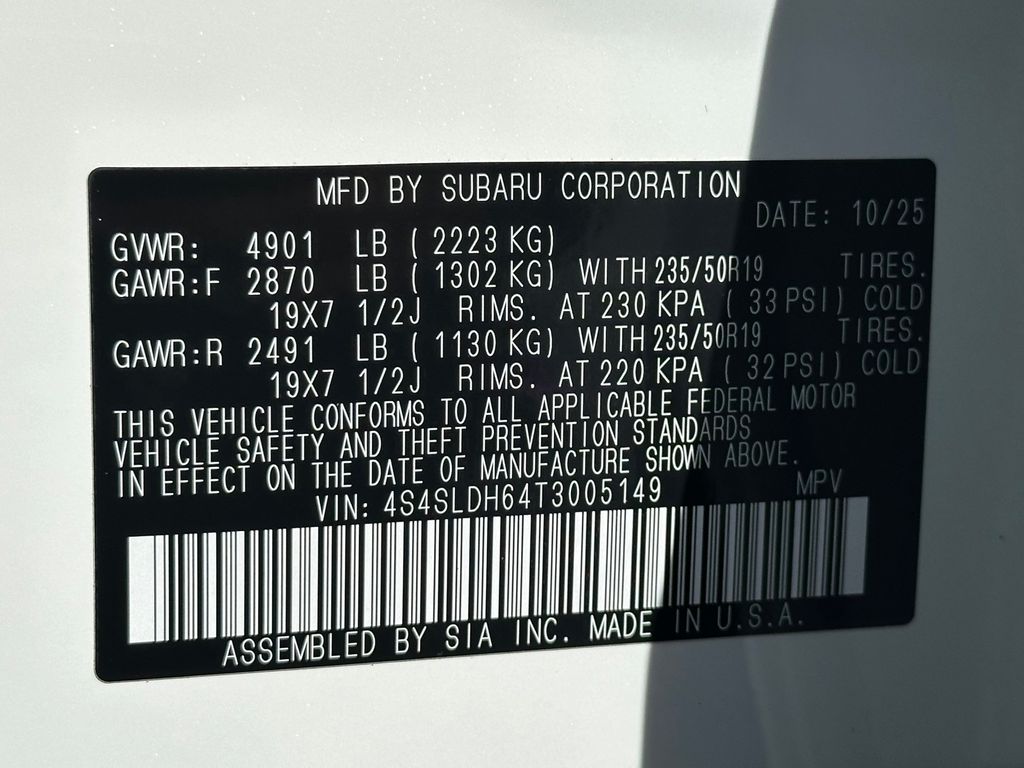 MFD BY SUBARU CORPORATION
DATE: 10/25
GVWR: 4901 LB ( 2223 KG)
GAWR:F 2870 LB ( 1302 KG) WITH 235/50R19 TIRES.
19X7 1/2J RIMS. AT 230 KPA ( 33 PSI) COLD
GAWR:R 2491 LB ( 1130 KG) WITH 235/50R19 TIRES.
19X7 1/2J RIMS. AT 220 KPA ( 32 PSI) COLD
THIS VEHICLE CONFORMS TO ALL APPLICABLE FEDERAL MOTOR
VEHICLE SAFETY AND THEFT PREVENTION STANDARDS
IN EFFECT ON THE DATE OF MANUFACTURE SHOWN ABOVE.
VIN: 4S4SLDH64T3005149 MPV
ASSEMBLED BY SIA INC. MADE IN U.S.A.